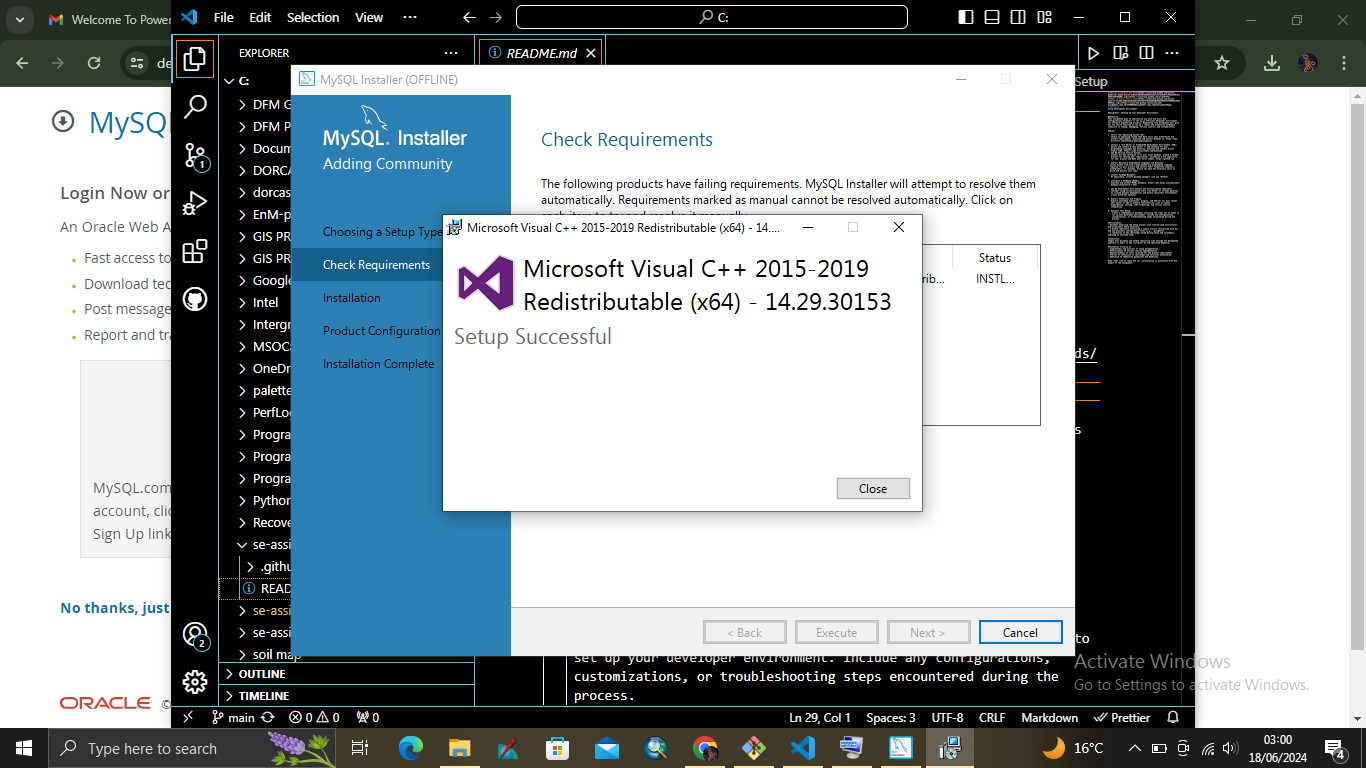 Welcome To Power
File Edit Selection View ···
C:
EXPLORER
README.md
C:
DFM G
DFM P
Docum
DORCA
dorcas
EnM-p
GIS PR
GIS PR
Google
Intel
Intergr
MSOC
OneDri
palette
PerfLog
Progra
Progra
Progra
Python
Recove
se-assi
.githu
READ
se-assi
se-assi
soil map
OUTLINE
TIMELINE
MySQL
Login Now or
An Oracle Web A
Fast access to
Download tec
Post message
Report and tra
MySQL.com
account, clic
Sign Up link
No thanks, just
ORACLE ©
MySQL Installer (OFFLINE)
MySQL® Installer
Adding Community
Choosing a Setup Type
Check Requirements
Installation
Product Configuration
Installation Complete
Check Requirements
The following products have failing requirements. MySQL Installer will attempt to resolve them
automatically. Requirements marked as manual cannot be resolved automatically. Click on
each item to try and resolve it manually.
Status
rib... INSTL...
< Back Execute Next > Cancel
Microsoft Visual C++ 2015-2019 Redistributable (x64) - 14....
Microsoft Visual C++ 2015-2019
Redistributable (x64) - 14.29.30153
Setup Successful
Close
Setup
ds/
s
to
set up your developer environment. Include any configurations,
customizations, or troubleshooting steps encountered during the
process.
Activate Windows
Go to Settings to activate Windows.
main 0 0 0 Ln 29, Col 1 Spaces: 3 UTF-8 CRLF Markdown Prettier
1
2
Type here to search
16°C
03:00
18/06/2024
4